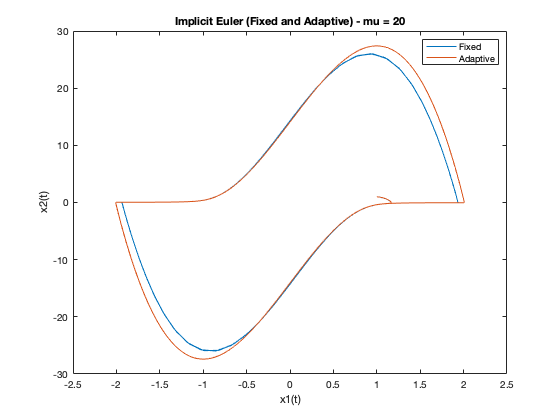 Implicit Euler (Fixed and Adaptive) - mu = 20
Fixed
Adaptive
30
20
10
0
-10
-20
-30
x2(t)
-2.5 -2 -1.5 -1 -0.5 0 0.5 1 1.5 2 2.5
x1(t)